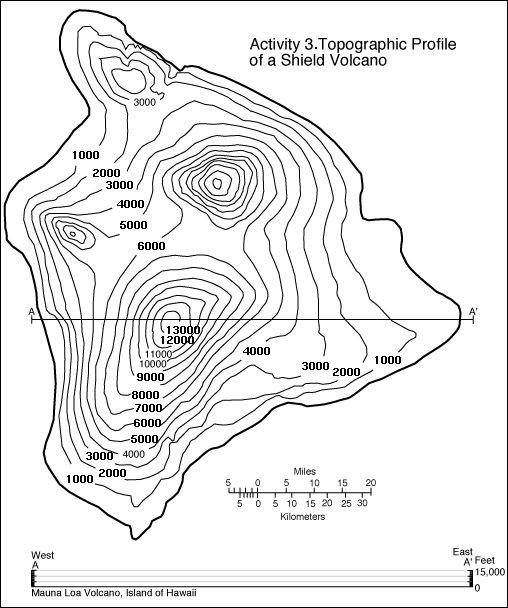 Activity 3.Topographic Profile
of a Shield Volcano
3000
1000
2000
3000
4000
5000
6000
A
A'
13000
12000
11000
10000
9000
8000
7000
6000
5000
4000
3000
2000
1000
4000
3000
2000
1000
Miles
5 0 5 10 15 20
5 0 5 10 15 20 25 30
Kilometers
West
A
East
A' Feet
15,000
0
Mauna Loa Volcano, Island of Hawaii